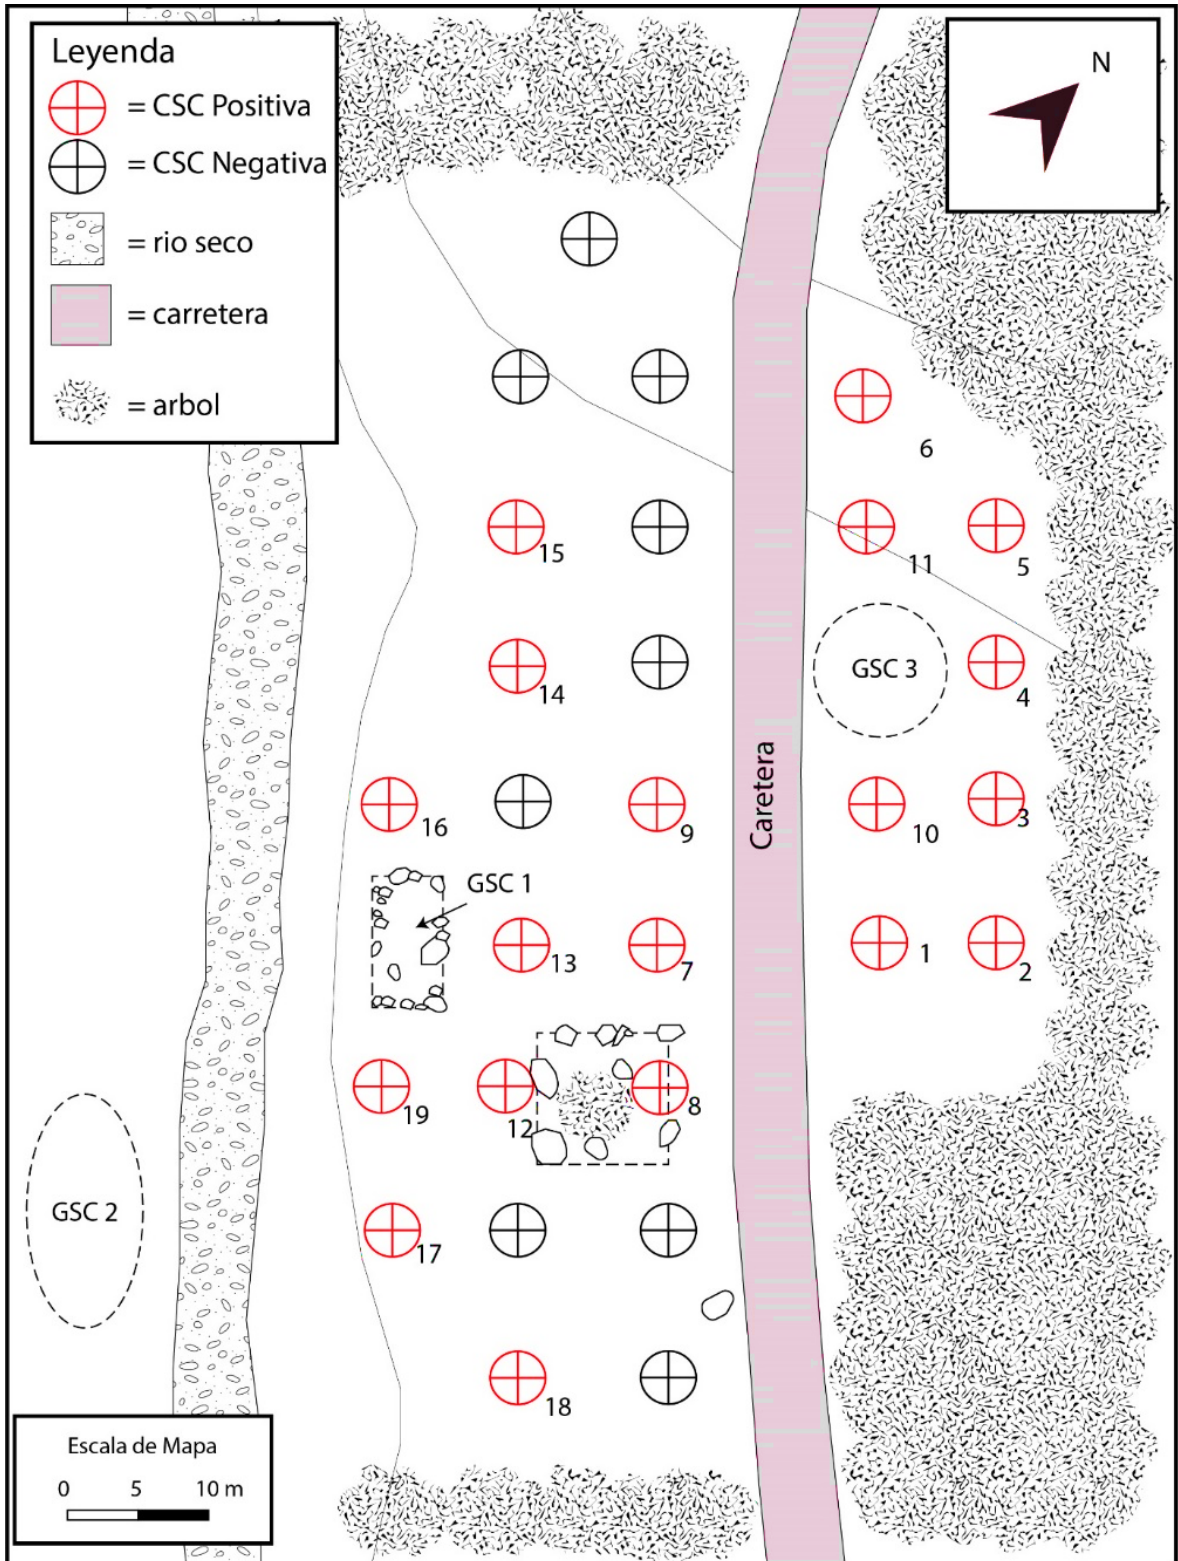 Leyenda
= CSC Positiva
= CSC Negativa
= rio seco
= carretera
= arbol
N
6
15
11
5
14
GSC 3
4
Caretera
16
9
10
3
GSC 1
13
7
1
2
19
12
8
GSC 2
17
18
Escala de Mapa
0 5 10 m